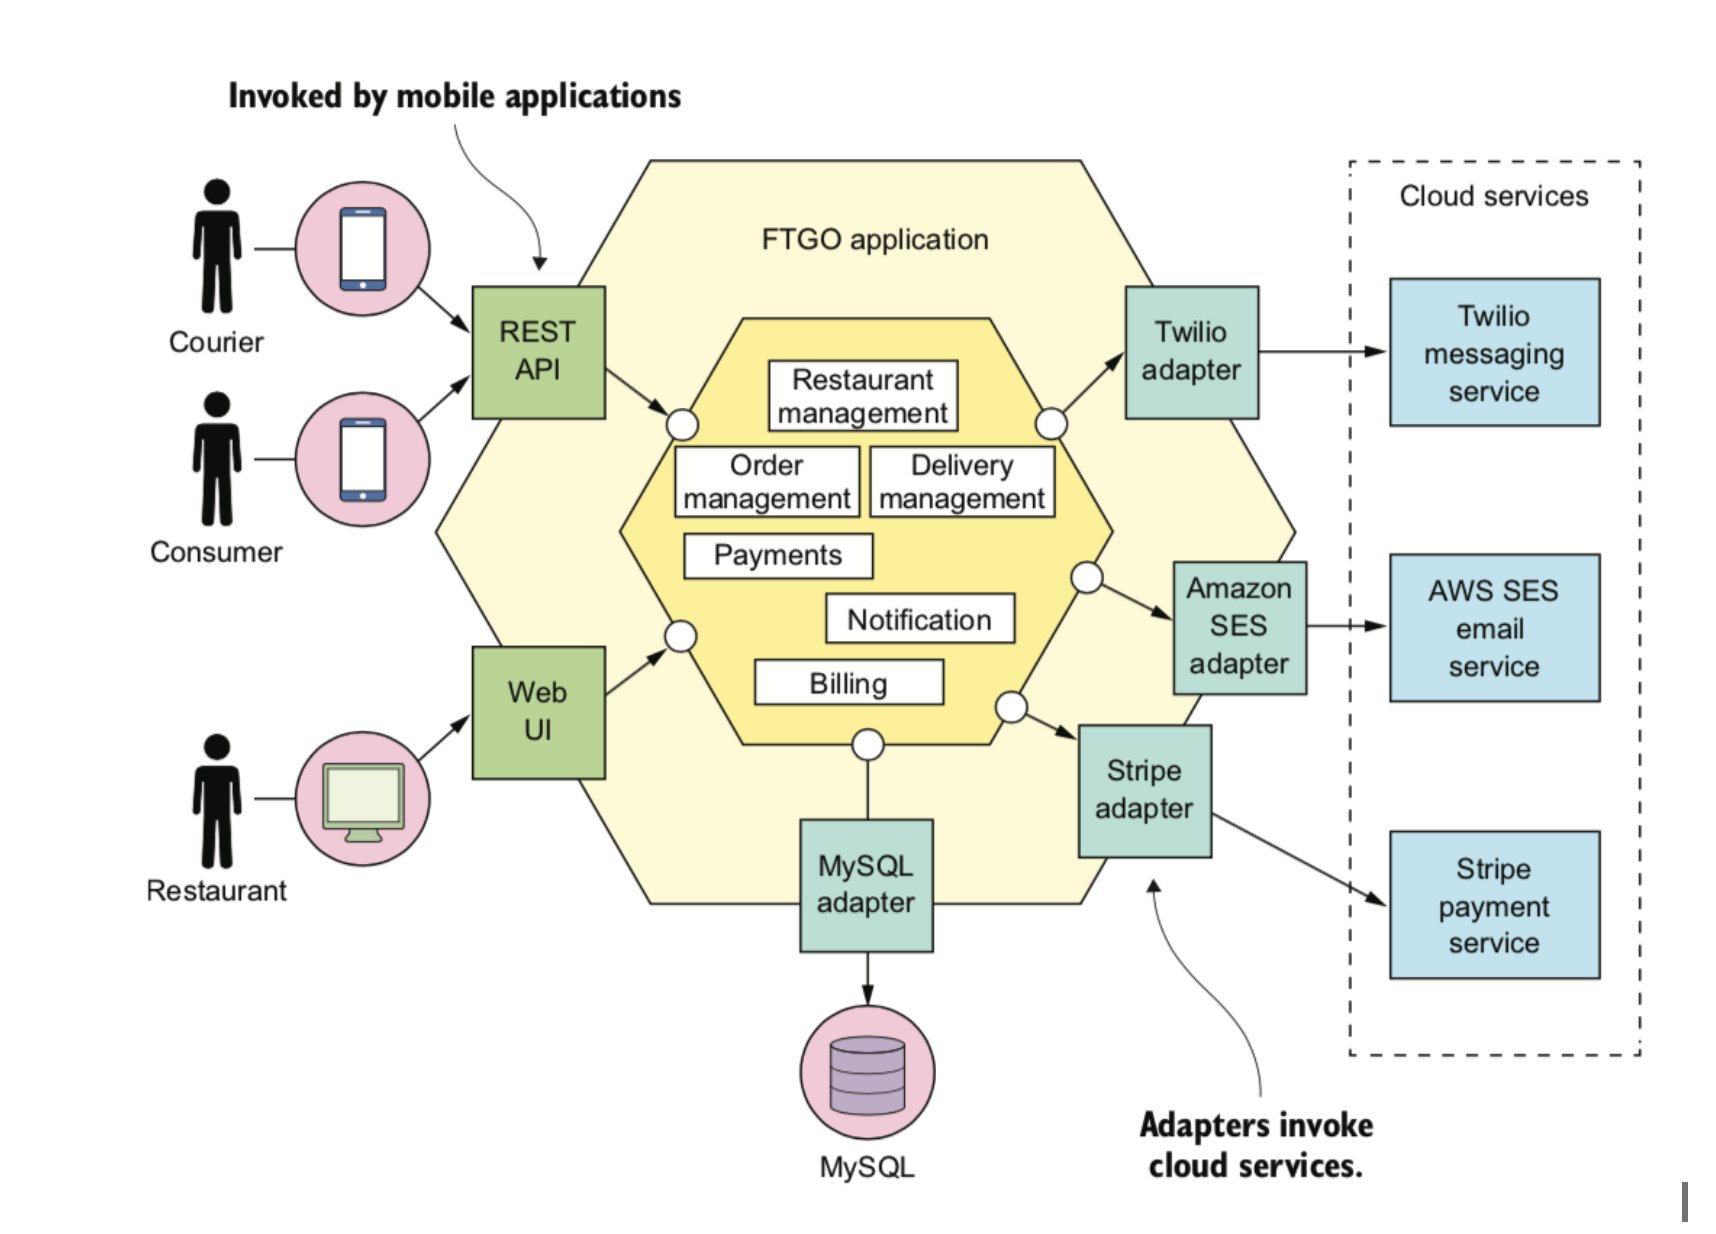 Invoked by mobile applications
Courier
Consumer
Restaurant
REST
API
Web
UI
FTGO application
Restaurant
management
Order
management
Delivery
management
Payments
Notification
Billing
MySQL
adapter
MySQL
Twilio
adapter
Amazon
SES
adapter
Stripe
adapter
Cloud services
Twilio
messaging
service
AWS SES
email
service
Stripe
payment
service
Adapters invoke
cloud services.